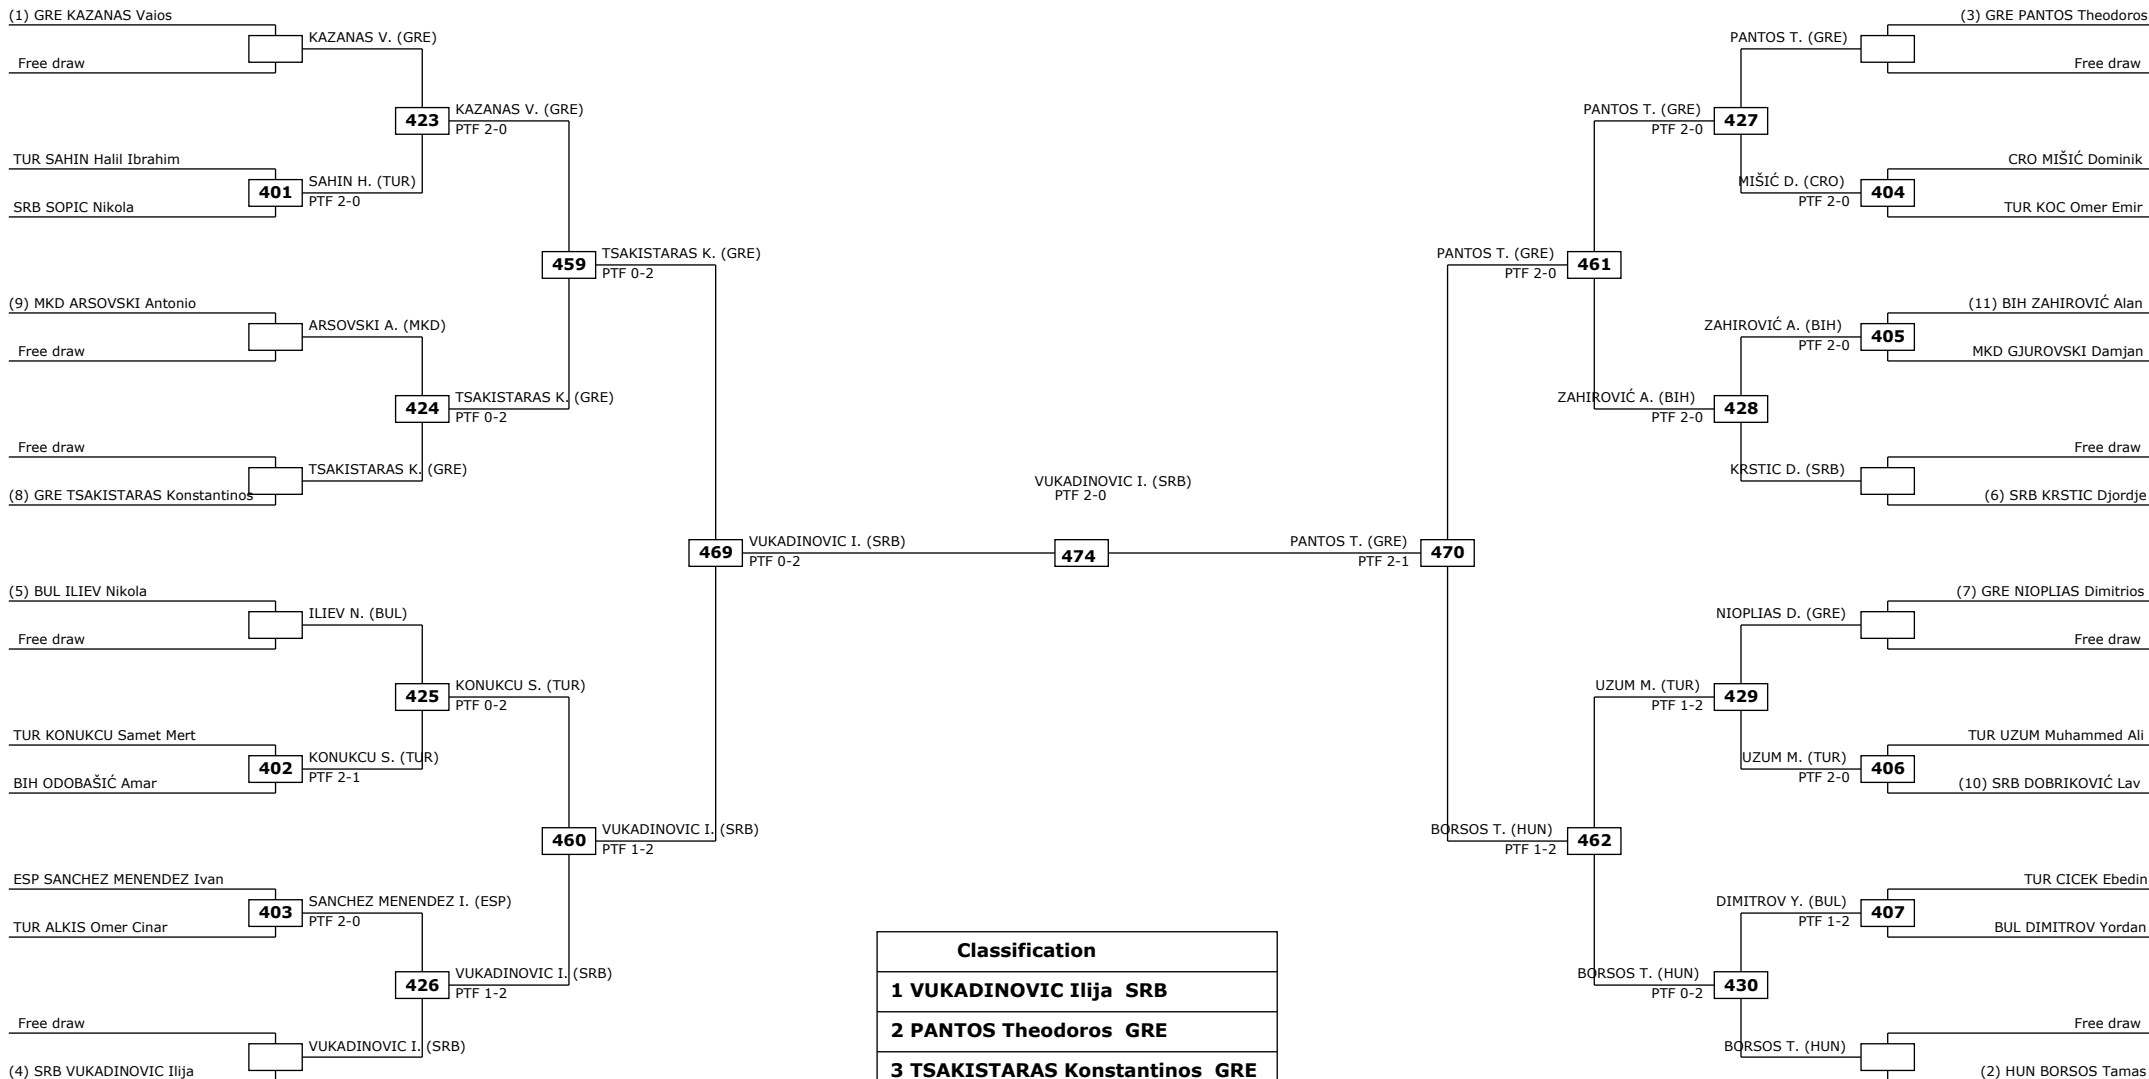 (1) GRE KAZANAS Vaios
Free draw
KAZANAS V. (GRE)
TUR SAHIN Halil Ibrahim
SRB SOPIC Nikola
401
SAHIN H. (TUR)
PTF 2-0
423
KAZANAS V. (GRE)
PTF 2-0
(9) MKD ARSOVSKI Antonio
Free draw
ARSOVSKI A. (MKD)
Free draw
(8) GRE TSAKISTARAS Konstantinos
TSAKISTARAS K. (GRE)
424
TSAKISTARAS K. (GRE)
PTF 0-2
459
TSAKISTARAS K. (GRE)
PTF 0-2
(5) BUL ILIEV Nikola
Free draw
ILIEV N. (BUL)
TUR KONUKCU Samet Mert
BIH ODOBAŠIĆ Amar
402
KONUKCU S. (TUR)
PTF 2-1
425
KONUKCU S. (TUR)
PTF 0-2
ESP SANCHEZ MENENDEZ Ivan
TUR ALKIS Omer Cinar
403
SANCHEZ MENENDEZ I. (ESP)
PTF 2-0
Free draw
(4) SRB VUKADINOVIC Ilija
VUKADINOVIC I. (SRB)
426
VUKADINOVIC I. (SRB)
PTF 1-2
460
VUKADINOVIC I. (SRB)
PTF 1-2
469
VUKADINOVIC I. (SRB)
PTF 0-2
VUKADINOVIC I. (SRB)
PTF 2-0
474
PANTOS T. (GRE)
PTF 2-1
470
(3) GRE PANTOS Theodoros
Free draw
PANTOS T. (GRE)
CRO MIŠIĆ Dominik
TUR KOC Omer Emir
404
MIŠIĆ D. (CRO)
PTF 2-0
427
PANTOS T. (GRE)
PTF 2-0
(11) BIH ZAHIROVIĆ Alan
MKD GJUROVSKI Damjan
405
ZAHIROVIĆ A. (BIH)
PTF 2-0
Free draw
(6) SRB KRSTIC Djordje
KRSTIC D. (SRB)
428
ZAHIROVIĆ A. (BIH)
PTF 2-0
461
PANTOS T. (GRE)
PTF 2-0
(7) GRE NIOPLIAS Dimitrios
Free draw
NIOPLIAS D. (GRE)
TUR UZUM Muhammed Ali
(10) SRB DOBRIKOVIĆ Lav
406
UZUM M. (TUR)
PTF 2-0
429
UZUM M. (TUR)
PTF 1-2
TUR CICEK Ebedin
BUL DIMITROV Yordan
407
DIMITROV Y. (BUL)
PTF 1-2
Free draw
(2) HUN BORSOS Tamas
BORSOS T. (HUN)
430
BORSOS T. (HUN)
PTF 0-2
462
BORSOS T. (HUN)
PTF 1-2
Classification
1 VUKADINOVIC Ilija SRB
2 PANTOS Theodoros GRE
3 TSAKISTARAS Konstantinos GRE